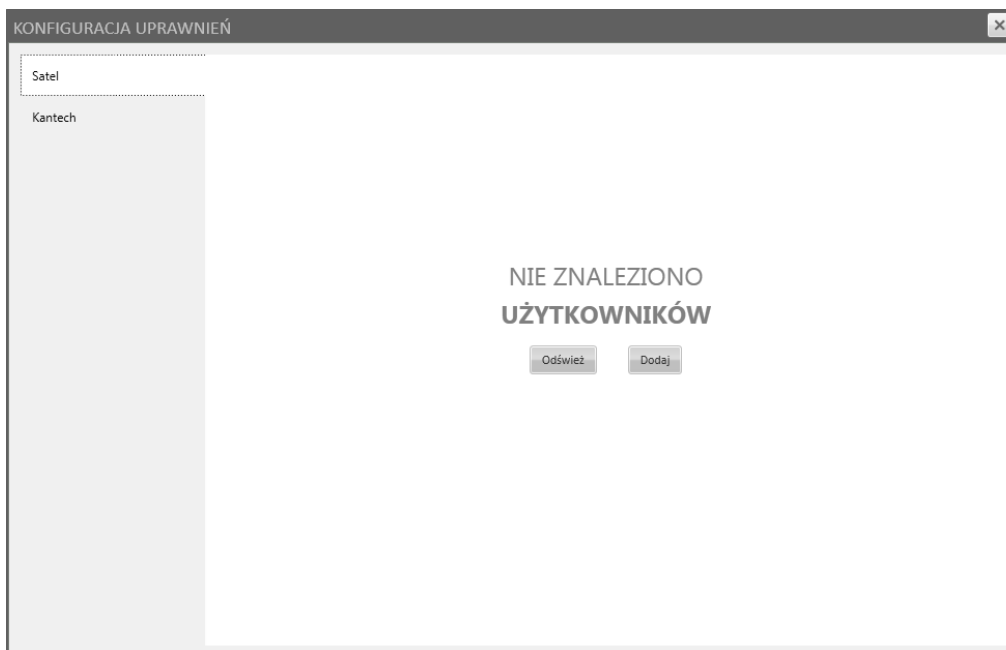 KONFIGURACJA UPRAWNIEŃ
Satel
Kantech
NIE ZNALEZIONO
UŻYTKOWNIKÓW
Odśwież Dodaj